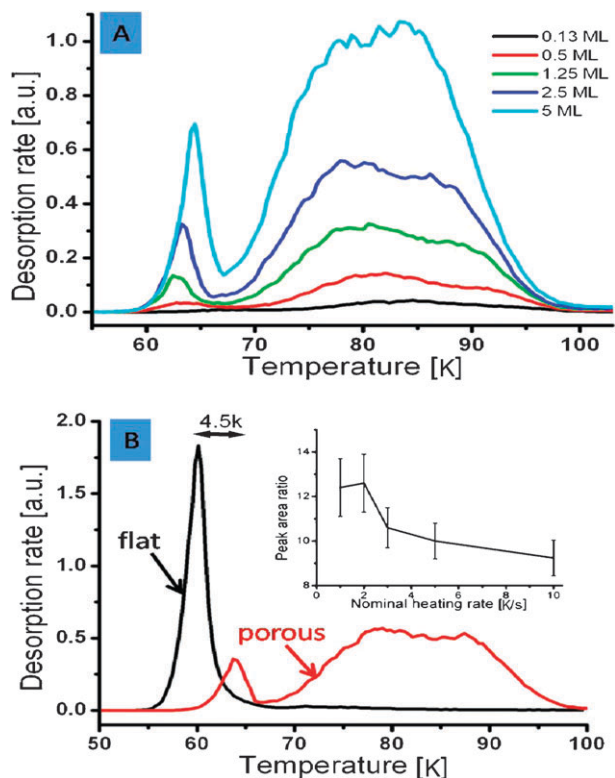 A
0.13 ML
0.5 ML
1.25 ML
2.5 ML
5 ML
Desorption rate [a.u.]
1.0
0.8
0.6
0.4
0.2
0.0
60 70 80 90 100
Temperature [K]
B
4.5k
Desorption rate [a.u.]
2.0
1.5
1.0
0.5
0.0
flat
porous
Peak area ratio
14
12
10
8
0 2 4 6 8 10
Nominal heating rate [K/s]
50 60 70 80 90 100
Temperature [K]